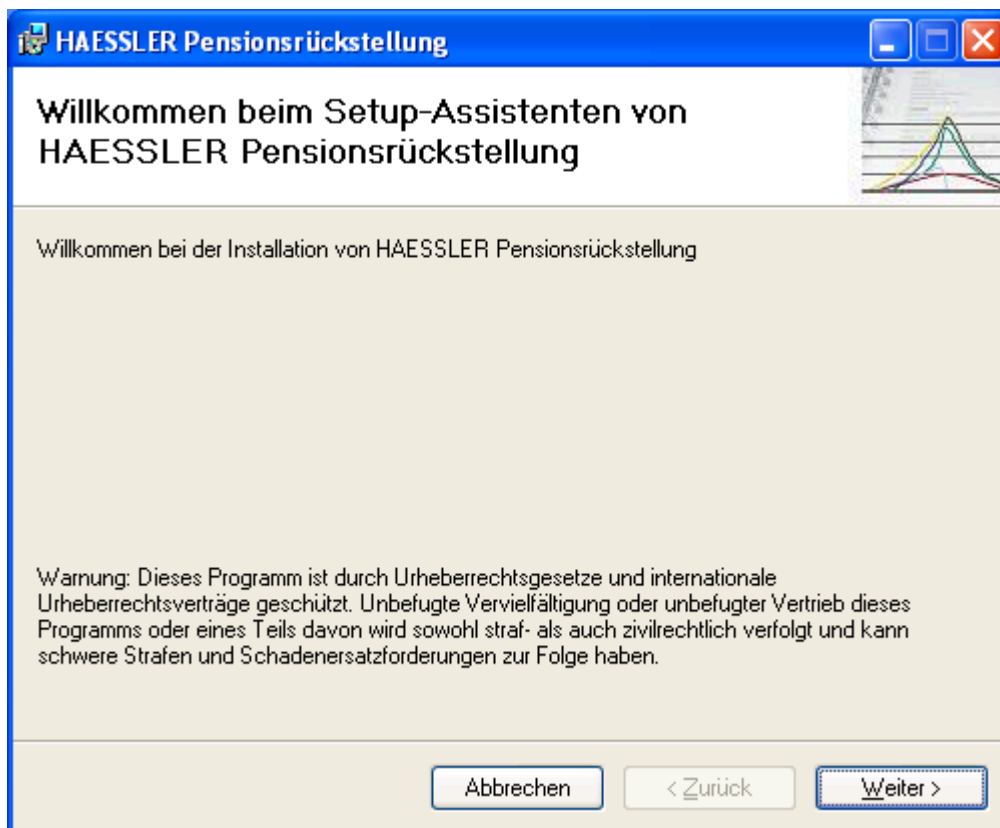 HAESSLER Pensionsrückstellung
Willkommen beim Setup-Assistenten von
HAESSLER Pensionsrückstellung
Willkommen bei der Installation von HAESSLER Pensionsrückstellung
Warnung: Dieses Programm ist durch Urheberrechtsgesetze und internationale
Urheberrechtsverträge geschützt. Unbefugte Vervielfältigung oder unbefugter Vertrieb dieses
Programms oder eines Teils davon wird sowohl straf- als auch zivilrechtlich verfolgt und kann
schwere Strafen und Schadenersatzforderungen zur Folge haben.
Abbrechen
< Zurück
Weiter >